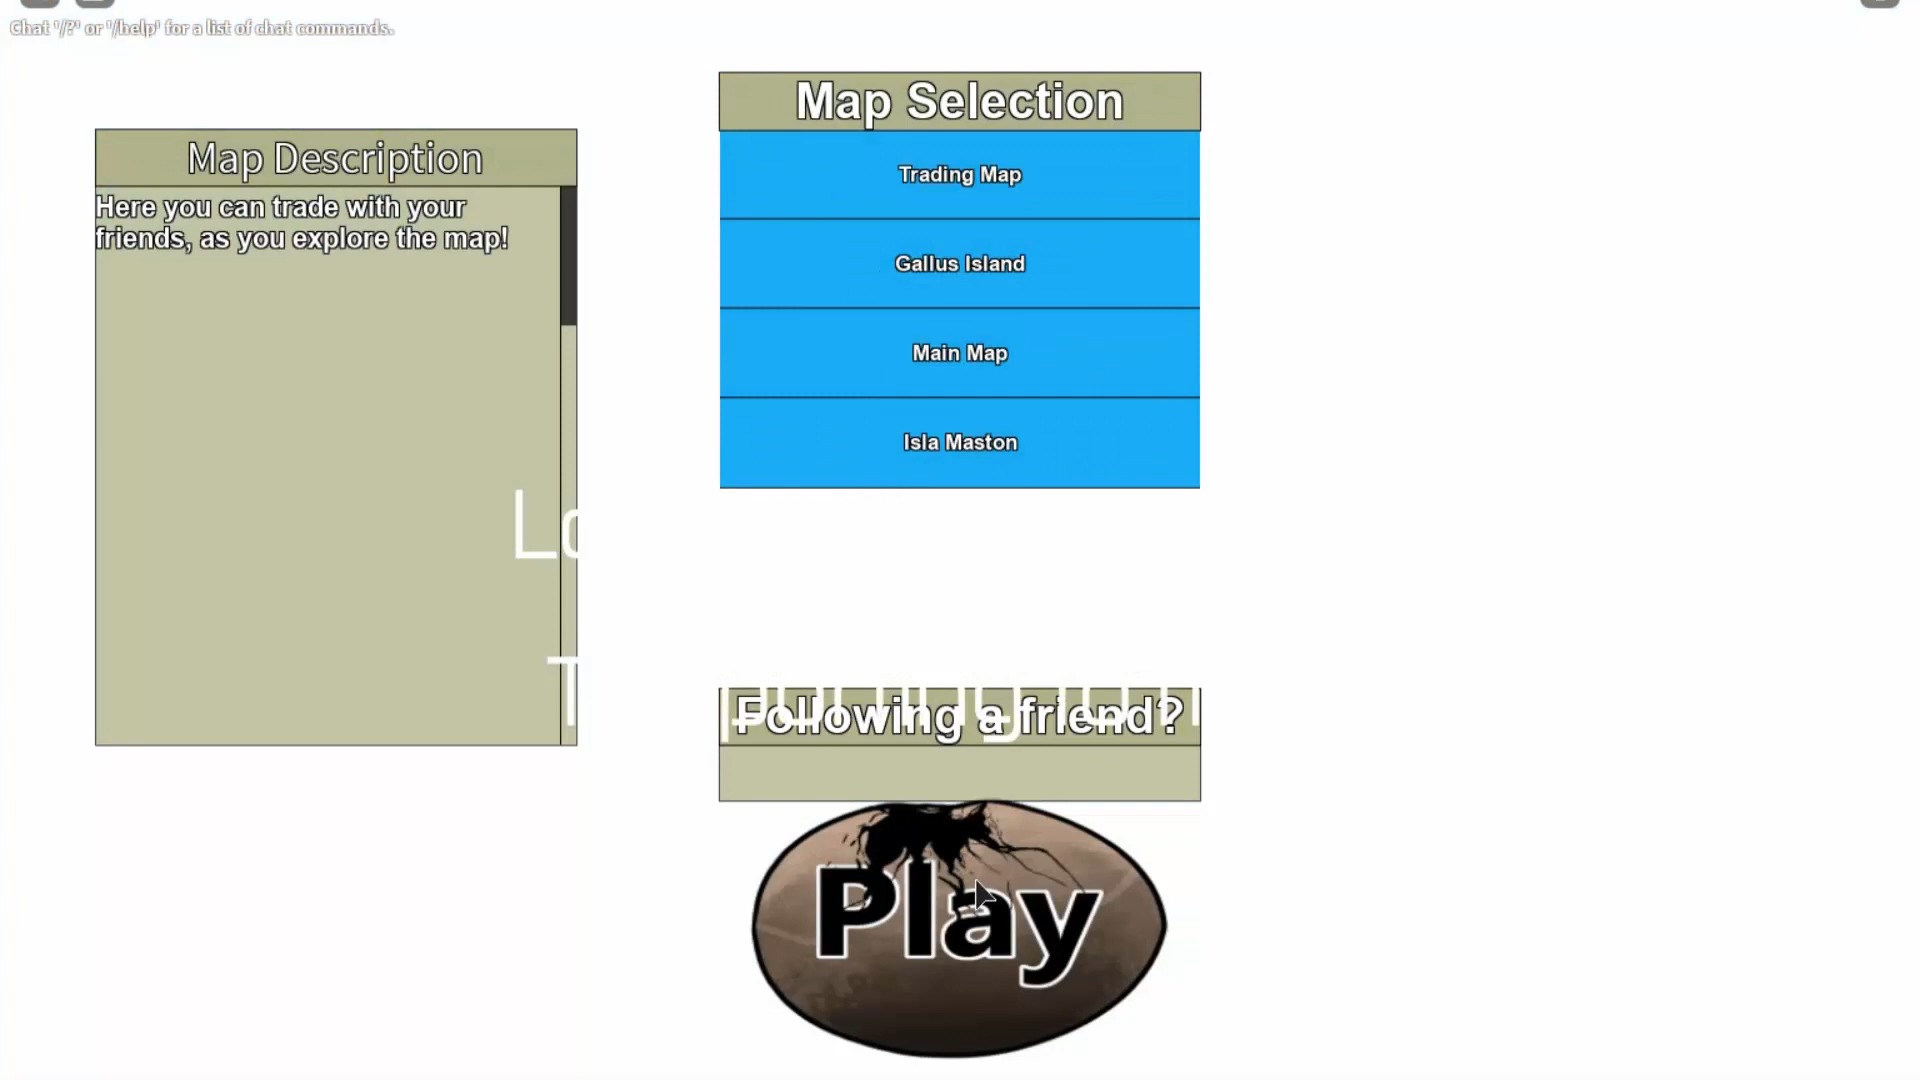 Chat '/?' or '/help' for a list of chat commands.
Map Selection
Map Description
Here you can trade with your
friends, as you explore the map!
Trading Map
Gallus Island
Main Map
Isla Maston
Following a friend?
Play